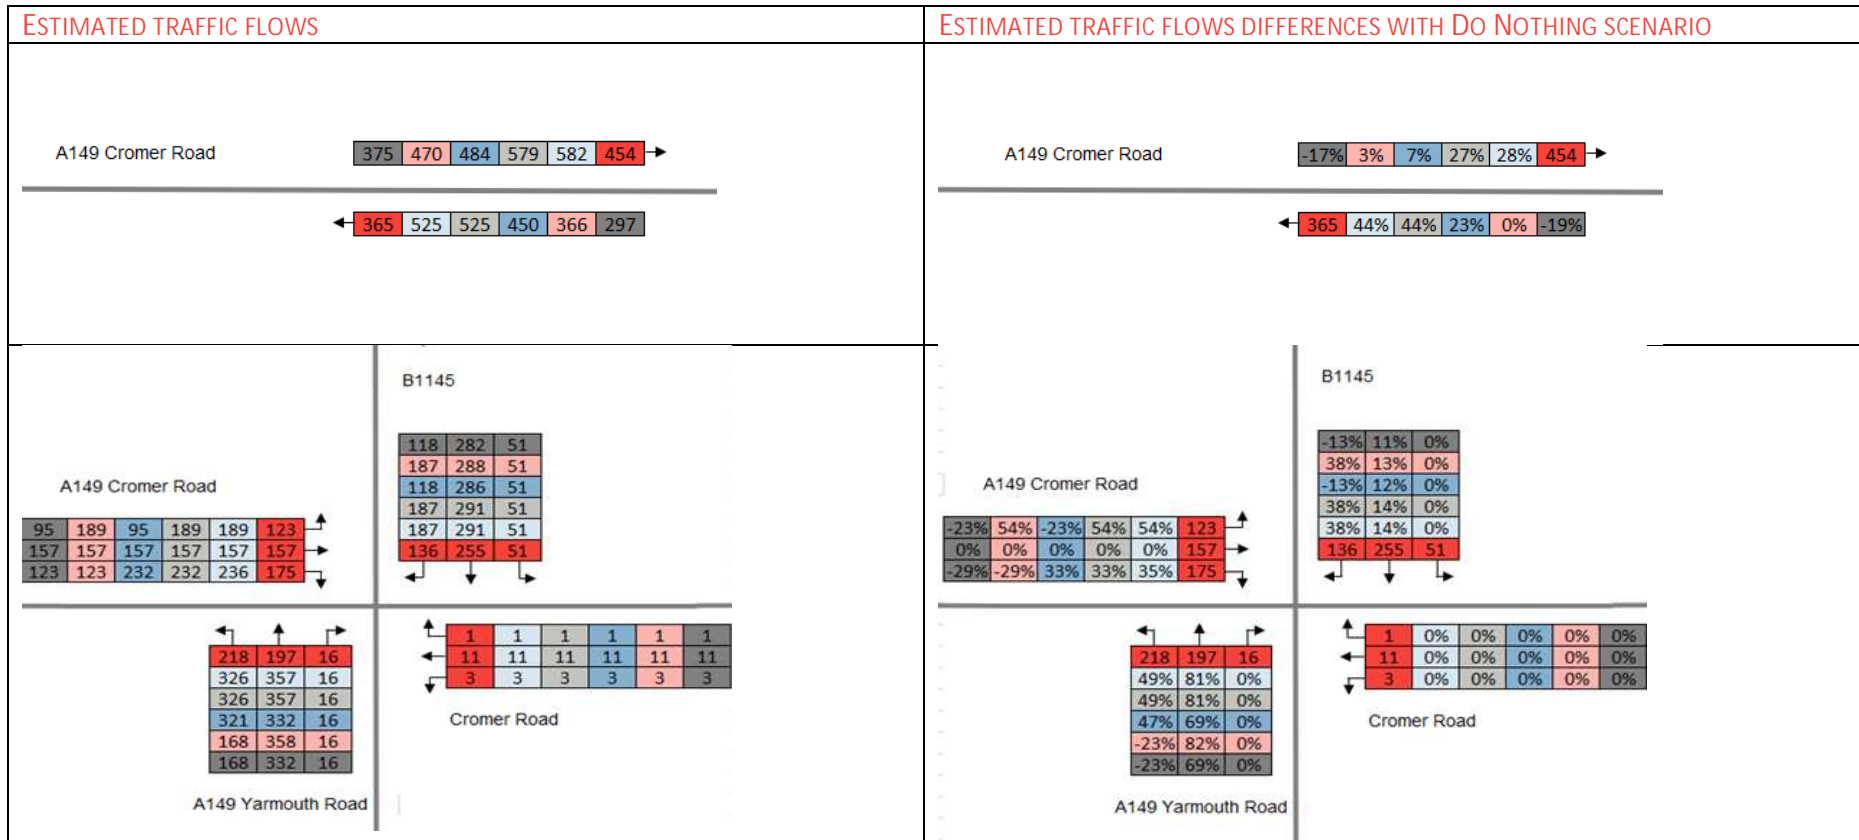 ESTIMATED TRAFFIC FLOWS
ESTIMATED TRAFFIC FLOWS DIFFERENCES WITH DO NOTHING SCENARIO
A149 Cromer Road
375 470 484 579 582 454
365 525 525 450 366 297
A149 Cromer Road
-17% 3% 7% 27% 28% 454
365 44% 44% 23% 0% -19%
B1145
118 282 51
187 288 51
118 286 51
187 291 51
187 291 51
136 255 51
A149 Cromer Road
95 189 95 189 189 123
157 157 157 157 157 157
123 123 232 232 236 175
218 197 16
326 357 16
326 357 16
321 332 16
168 358 16
168 332 16
A149 Yarmouth Road
1 1 1 1 1 1
11 11 11 11 11 11
3 3 3 3 3 3
Cromer Road
B1145
-13% 11% 0%
38% 13% 0%
-13% 12% 0%
38% 14% 0%
38% 14% 0%
136 255 51
A149 Cromer Road
-23% 54% -23% 54% 54% 123
0% 0% 0% 0% 0% 157
-29% -29% 33% 33% 35% 175
218 197 16
49% 81% 0%
49% 81% 0%
47% 69% 0%
-23% 82% 0%
-23% 69% 0%
A149 Yarmouth Road
1 0% 0% 0% 0% 0%
11 0% 0% 0% 0% 0%
3 0% 0% 0% 0% 0%
Cromer Road